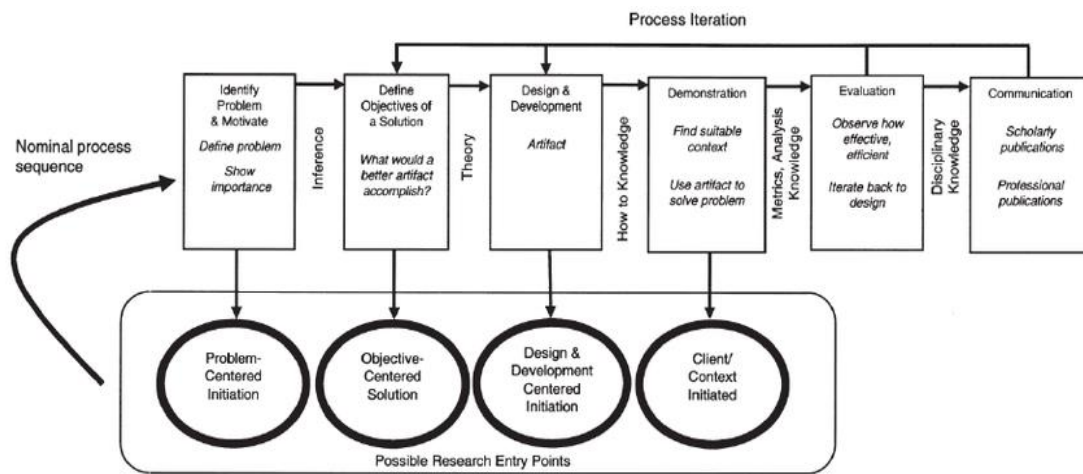 Process Iteration
Nominal process
sequence
Identify
Problem
& Motivate
Define problem
Show
importance
Inference
Define
Objectives of
a Solution
What would a
better artifact
accomplish?
Theory
Design &
Development
Artifact
How to Knowledge
Demonstration
Find suitable
context
Use artifact to
solve problem
Metrics, Analysis
Knowledge
Evaluation
Observe how
effective,
efficient
Iterate back to
design
Disciplinary
Knowledge
Communication
Scholarly
publications
Professional
publications
Problem-
Centered
Initiation
Objective-
Centered
Solution
Design &
Development
Centered
Initiation
Client/
Context
Initiated
Possible Research Entry Points